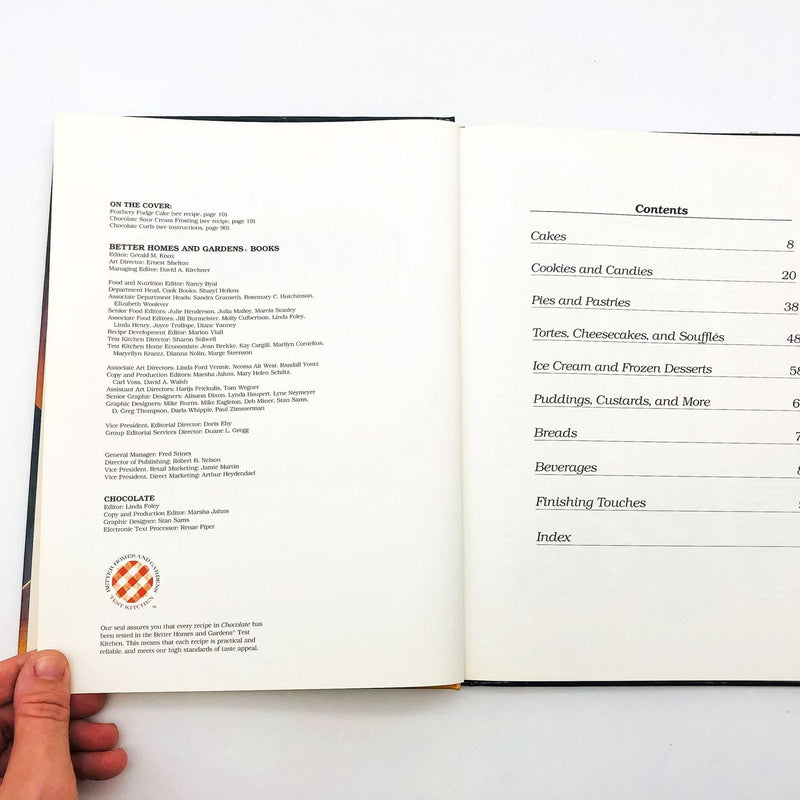 ON THE COVER:
Feathery Fudge Cake (see recipe, page 10)
Chocolate Sour Cream Frosting (see recipe, page 19)
Chocolate Curls (see instructions, page 90)
BETTER HOMES AND GARDENS® BOOKS
Editor: Gerald M. Knox
Art Director: Ernest Shelton
Managing Editor: David A. Kirchner
Food and Nutrition Editor: Nancy Byal
Department Head, Cook Books: Sharyl Heiken
Associate Department Heads: Sandra Granseth, Rosemary C. Hutchinson,
Elizabeth Woolever
Senior Food Editors: Julie Henderson, Julia Malloy, Marcia Stanley
Associate Food Editors: Jill Burmeister, Molly Culbertson, Linda Foley,
Linda Henry, Joyce Trollope, Diane Yanney
Recipe Development Editor: Marion Viall
Test Kitchen Director: Sharon Stilwell
Test Kitchen Home Economists: Jean Brekke, Kay Cargill, Marilyn Cornelius,
Maryellyn Krantz, Dianna Nolin, Marge Steenson
Associate Art Directors: Linda Ford Vermie, Neoma Alt West, Randall Yontz
Copy and Production Editors: Marsha Jahns, Mary Helen Schiltz,
Carl Voss, David A. Walsh
Assistant Art Directors: Harijs Priekulis, Tom Wegner
Senior Graphic Designers: Alisann Dixon, Lynda Haupert, Lyne Neymeyer
Graphic Designers: Mike Burns, Mike Eagleton, Deb Miner, Stan Sams,
D. Greg Thompson, Darla Whipple, Paul Zimmerman
Vice President, Editorial Director: Doris Eby
Group Editorial Services Director: Duane L. Gregg
General Manager: Fred Stines
Director of Publishing: Robert B. Nelson
Vice President, Retail Marketing: Jamie Martin
Vice President, Direct Marketing: Arthur Heydendael
CHOCOLATE
Editor: Linda Foley
Copy and Production Editor: Marsha Jahns
Graphic Designer: Stan Sams
Electronic Text Processor: Renae Piper
BETTER HOMES AND GARDENS
TEST KITCHEN ™
Our seal assures you that every recipe in Chocolate has
been tested in the Better Homes and Gardens® Test
Kitchen. This means that each recipe is practical and
reliable, and meets our high standards of taste appeal.
Contents
Cakes 8
Cookies and Candies 20
Pies and Pastries 38
Tortes, Cheesecakes, and Soufflés 48
Ice Cream and Frozen Desserts 58
Puddings, Custards, and More 6
Breads 7
Beverages
Finishing Touches
Index